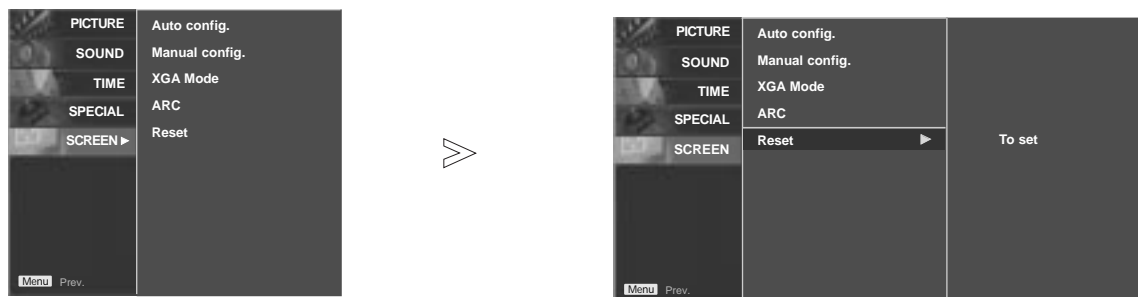 PICTURE
SOUND
TIME
SPECIAL
SCREEN ►
Auto config.
Manual config.
XGA Mode
ARC
Reset
Menu Prev.
PICTURE
SOUND
TIME
SPECIAL
SCREEN
Auto config.
Manual config.
XGA Mode
ARC
Reset ►
To set
Menu Prev.